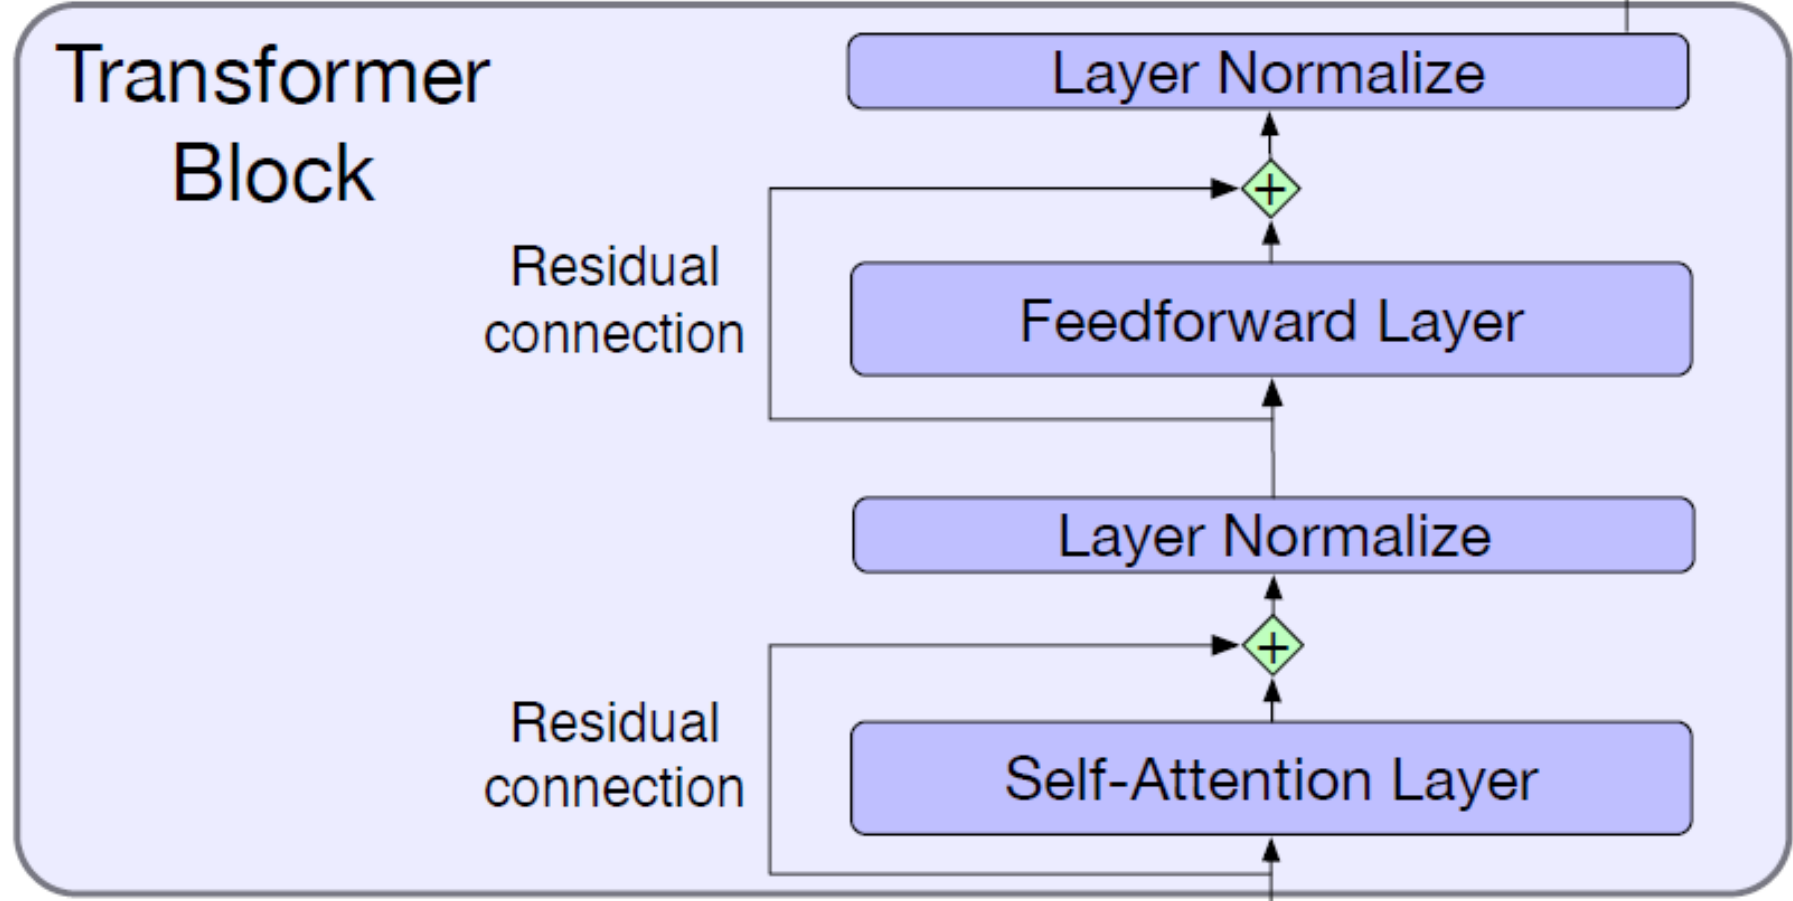 Transformer
Block
Layer Normalize
+
Residual
connection
Feedforward Layer
Layer Normalize
+
Residual
connection
Self-Attention Layer